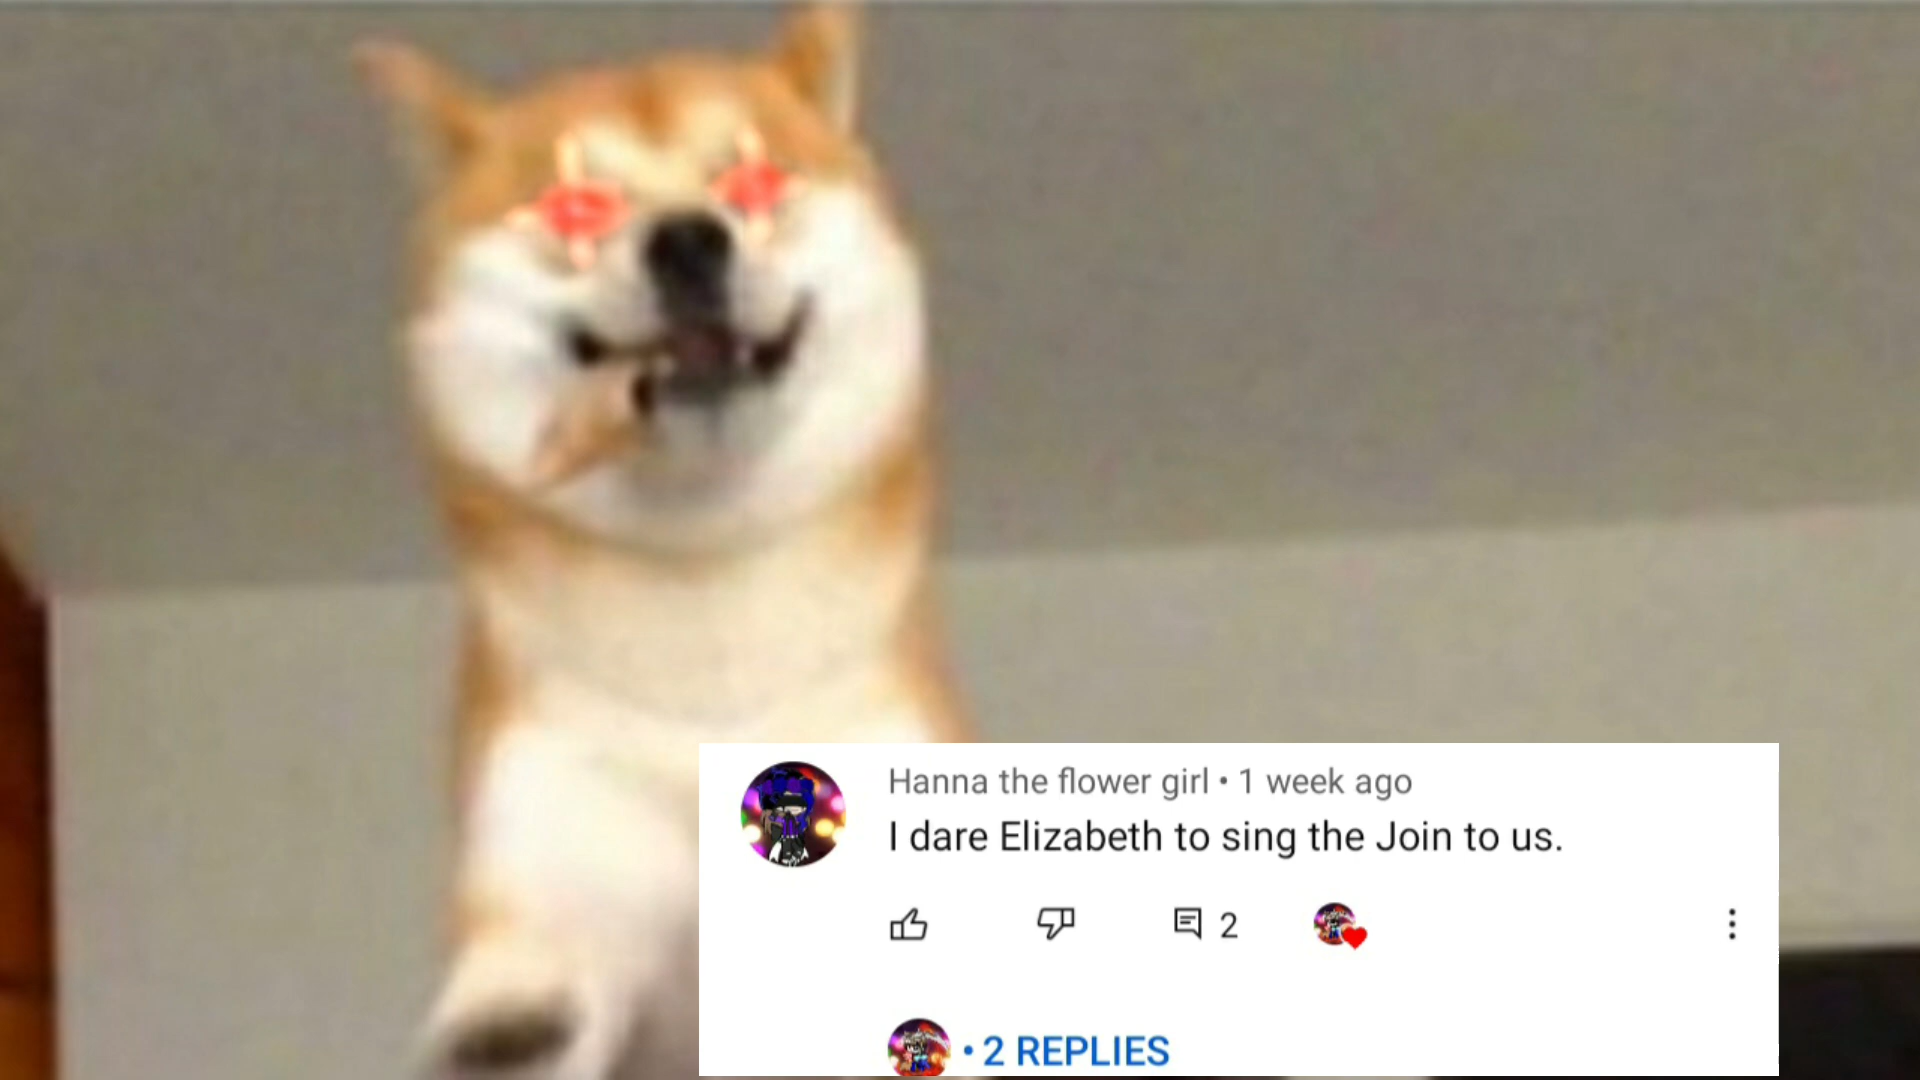 Hanna the flower girl • 1 week ago
I dare Elizabeth to sing the Join to us.
2
• 2 REPLIES